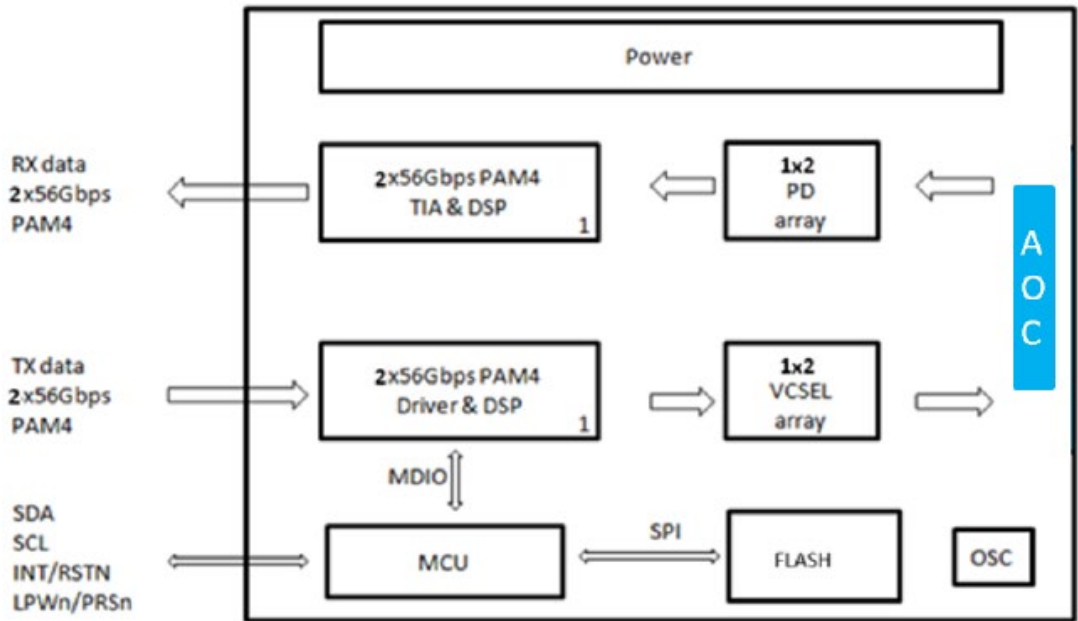 Power
RX data
2x56Gbps
PAM4
2x56Gbps PAM4
TIA & DSP
1
1x2
PD
array
A
O
C
TX data
2x56Gbps
PAM4
2x56Gbps PAM4
Driver & DSP
1
1x2
VCSEL
array
MDIO
SDA
SCL
INT/RSTN
LPWn/PRSn
MCU
SPI
FLASH
OSC